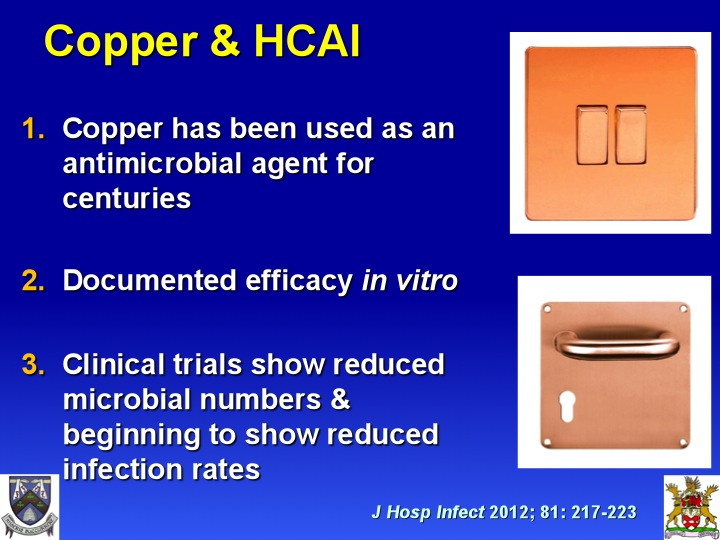 Copper & HCAI
1. Copper has been used as an
antimicrobial agent for
centuries
2. Documented efficacy in vitro
3. Clinical trials show reduced
microbial numbers &
beginning to show reduced
infection rates
J Hosp Infect 2012; 81: 217-223